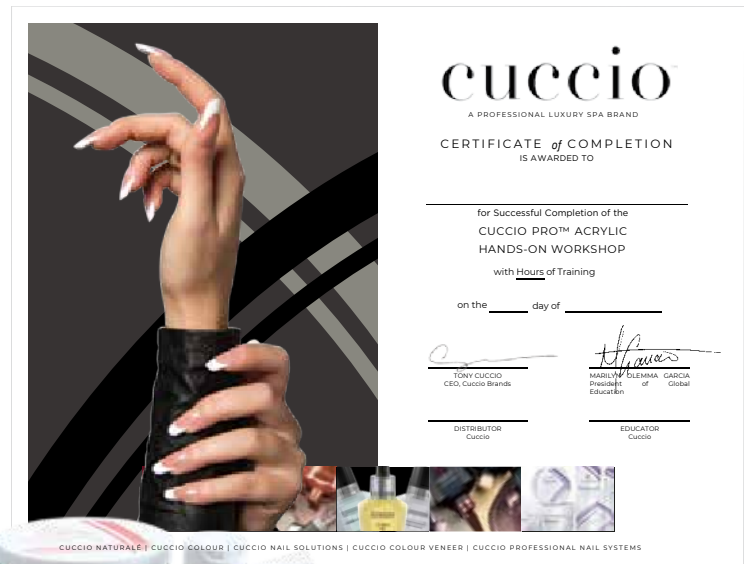 cuccio™
A PROFESSIONAL LUXURY SPA BRAND
CERTIFICATE of COMPLETION
IS AWARDED TO
for Successful Completion of the
CUCCIO PRO™ ACRYLIC
HANDS-ON WORKSHOP
with Hours of Training
on the day of
TONY CUCCIO
CEO, Cuccio Brands
MARILYN OLEMMA GARCIA
President of Global
Education
DISTRIBUTOR
Cuccio
EDUCATOR
Cuccio
CUCCIO NATURALÉ | CUCCIO COLOUR | CUCCIO NAIL SOLUTIONS | CUCCIO COLOUR VENEER | CUCCIO PROFESSIONAL NAIL SYSTEMS